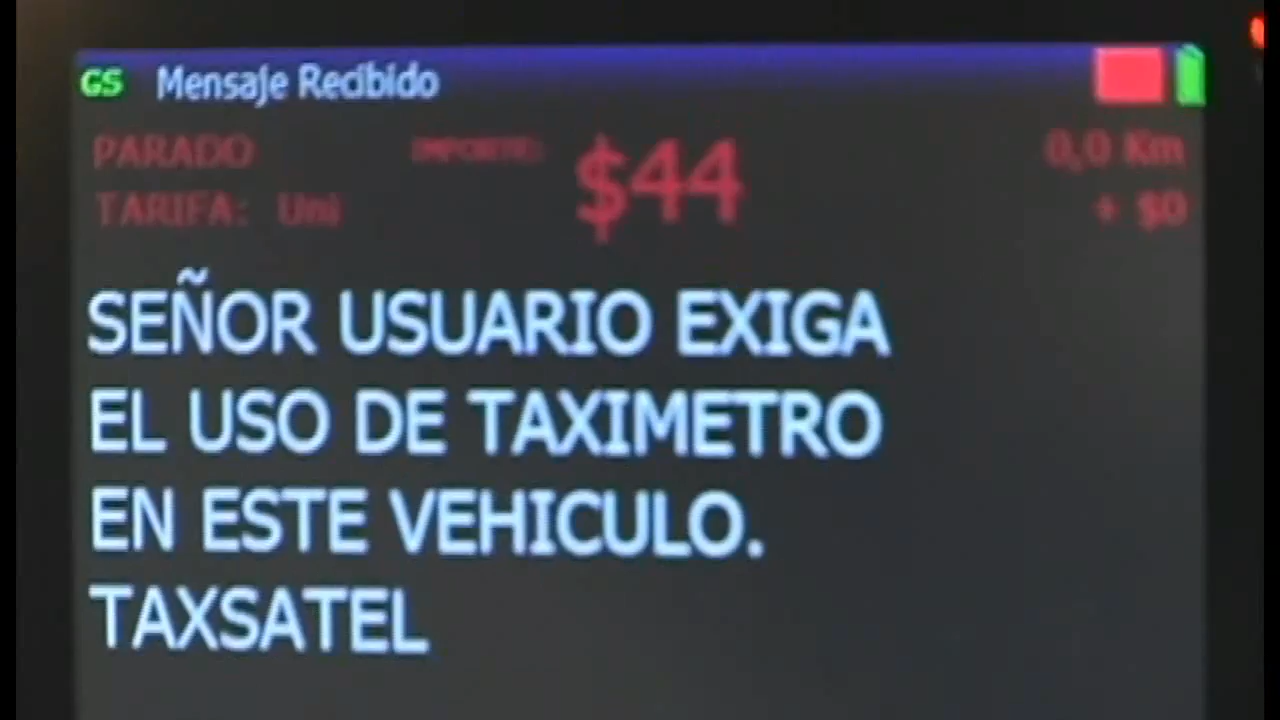 GS Mensaje Recibido
PARADO IMPORTE: $44 0,0 Km
TARIFA: Uni + $0
SEÑOR USUARIO EXIGA
EL USO DE TAXIMETRO
EN ESTE VEHICULO.
TAXSATEL